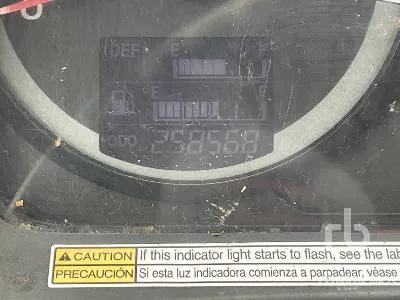 DEF E F
E F
ODO 258568
⚠ CAUTION If this indicator light starts to flash, see the lab
PRECAUCIÓN Si esta luz indicadora comienza a parpadear, véase
rb